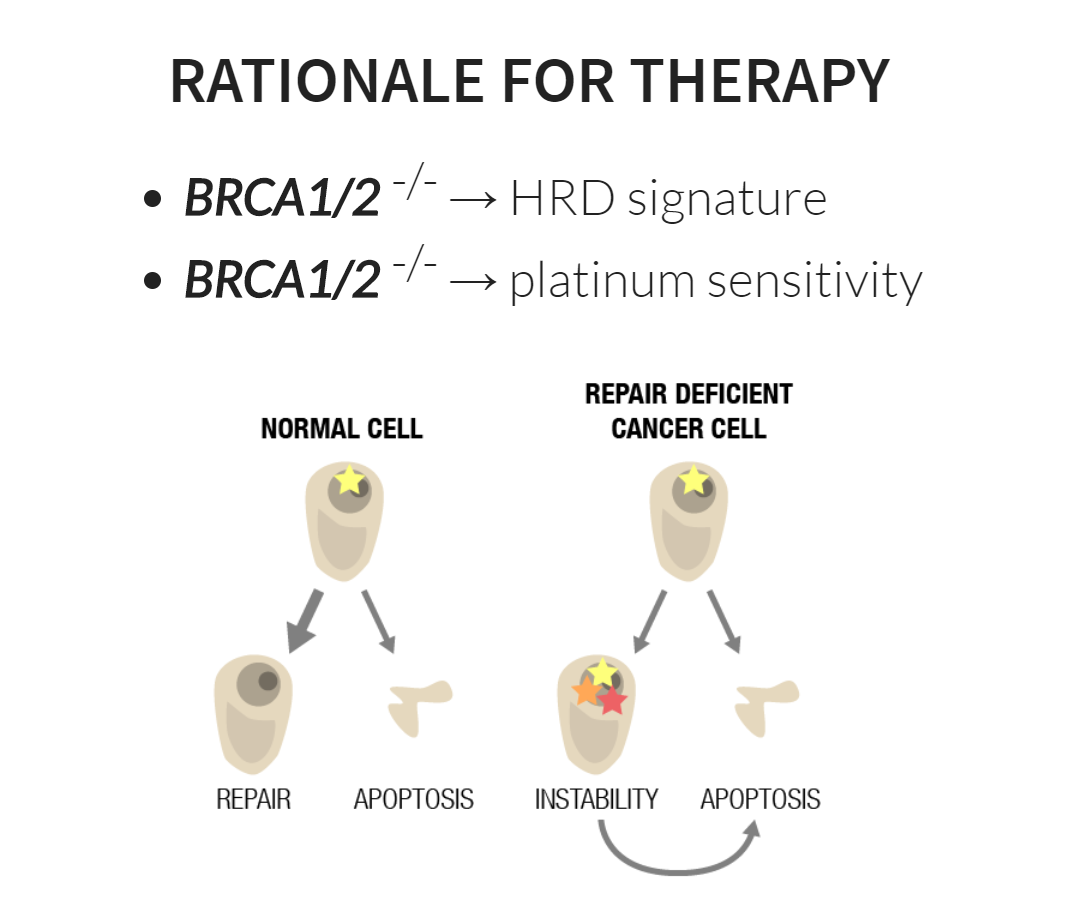 RATIONALE FOR THERAPY
• BRCA1/2 -/- → HRD signature
• BRCA1/2 -/- → platinum sensitivity
NORMAL CELL
REPAIR DEFICIENT
CANCER CELL
REPAIR APOPTOSIS INSTABILITY APOPTOSIS